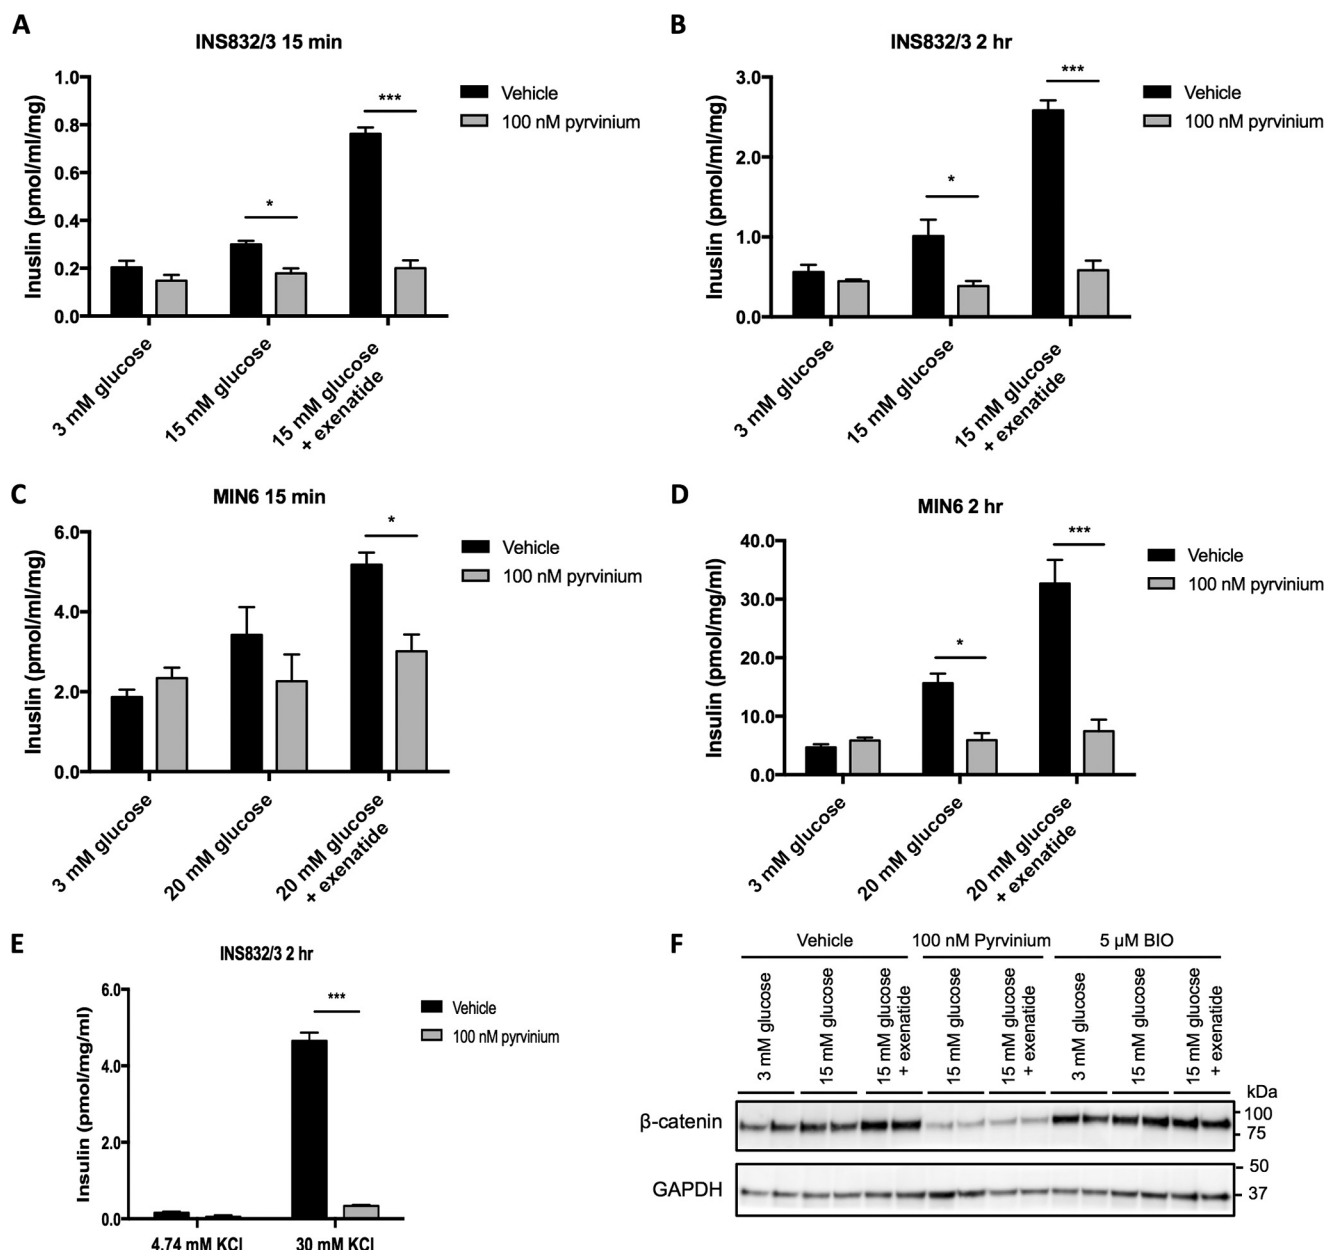 A
INS832/3 15 min
Inuslin (pmol/ml/mg)
1.0
0.8
0.6
0.4
0.2
0.0
*
***
Vehicle
100 nM pyrvinium
3 mM glucose
15 mM glucose
15 mM glucose
+ exenatide
B
INS832/3 2 hr
Inuslin (pmol/ml/mg)
3.0
2.0
1.0
0.0
*
***
Vehicle
100 nM pyrvinium
3 mM glucose
15 mM glucose
15 mM glucose
+ exenatide
C
MIN6 15 min
Inuslin (pmol/ml/mg)
6.0
4.0
2.0
0.0
*
Vehicle
100 nM pyrvinium
3 mM glucose
20 mM glucose
20 mM glucose
+ exenatide
D
MIN6 2 hr
Insulin (pmol/mg/ml)
40.0
30.0
20.0
10.0
0.0
*
***
Vehicle
100 nM pyrvinium
3 mM glucose
20 mM glucose
20 mM glucose
+ exenatide
E
INS832/3 2 hr
Insulin (pmol/mg/ml)
6.0
4.0
2.0
0.0
***
Vehicle
100 nM pyrvinium
4.74 mM KCl
30 mM KCl
F
Vehicle
100 nM Pyrvinium
5 µM BIO
3 mM glucose
15 mM glucose
15 mM glucose
+ exenatide
15 mM glucose
15 mM glucose
+ exenatide
3 mM glucose
15 mM glucose
15 mM gluocse
+ exenatide
kDa
β-catenin
100
75
GAPDH
50
37